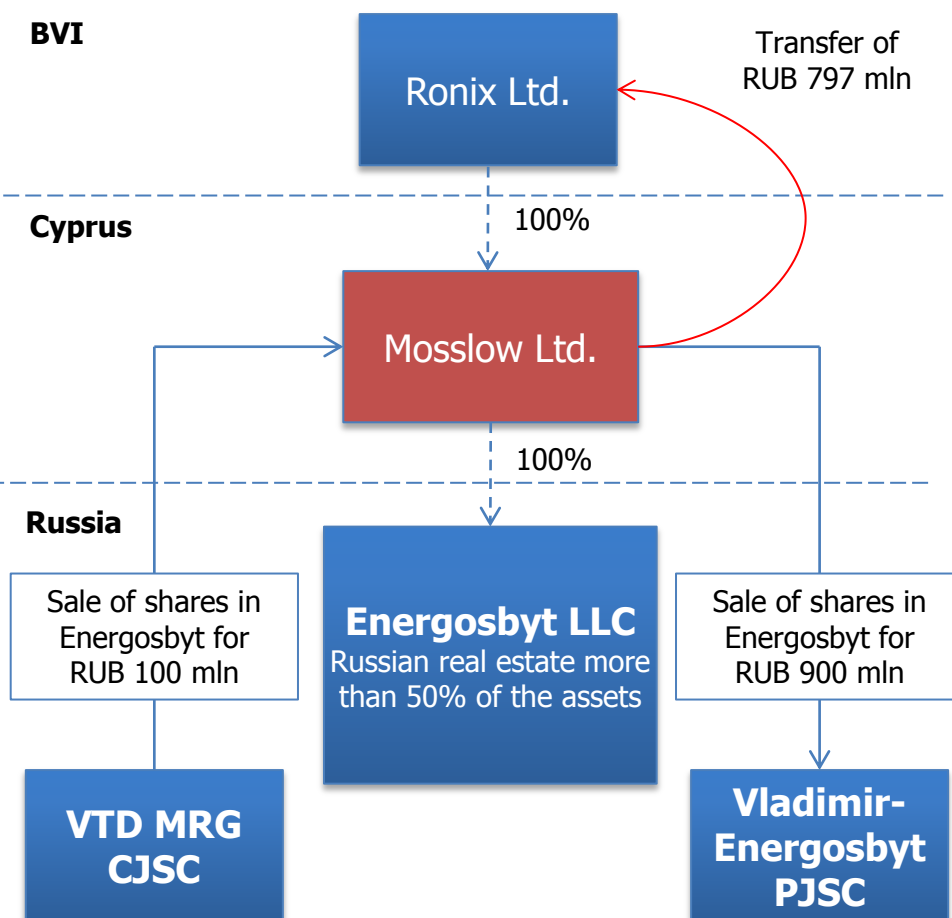 BVI
Ronix Ltd.
Transfer of
RUB 797 mln
100%
Cyprus
Mosslow Ltd.
100%
Russia
Sale of shares in
Energosbyt for
RUB 100 mln
Energosbyt LLC
Russian real estate more
than 50% of the assets
Sale of shares in
Energosbyt for
RUB 900 mln
VTD MRG
CJSC
Vladimir-
Energosbyt
PJSC